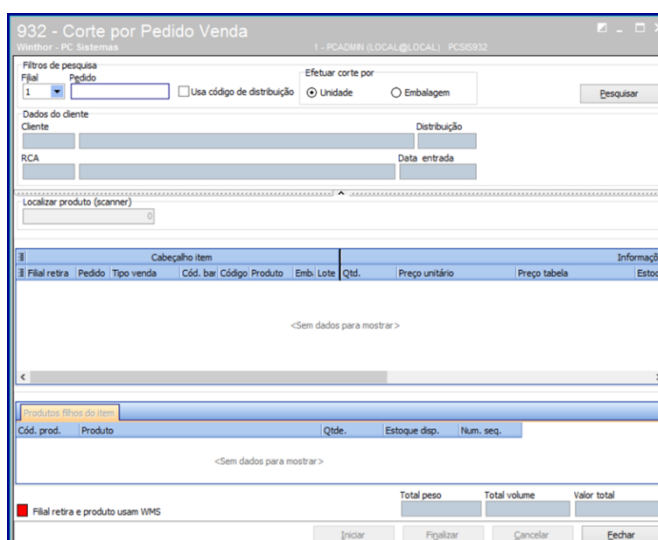 932 - Corte por Pedido Venda
Winthor - PC Sistemas 1 - PCADMIN (LOCAL@LOCAL) PCSIS932
Filtros de pesquisa
Filial Pedido Efetuar corte por
1 Usa código de distribuição Unidade Embalagem Pesquisar
Dados do cliente
Cliente Distribuição
RCA Data entrada
Localizar produto (scanner)
0
Cabeçalho item Informaçõ
Filial retira Pedido Tipo venda Cód. bar Código Produto Emb. Lote Qtd. Preço unitário Preço tabela Estoq
<Sem dados para mostrar>
Produtos filhos do item
Cód. prod. Produto Qtde. Estoque disp. Num. seq.
<Sem dados para mostrar>
Total peso Total volume Valor total
Filial retira e produto usam WMS
Iniciar Finalizar Cancelar Fechar